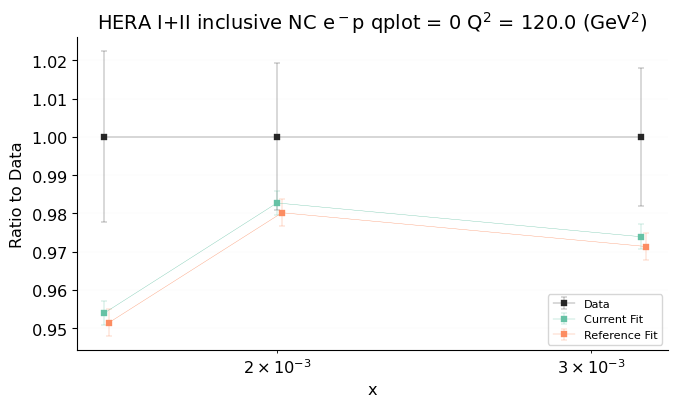 HERA I+II inclusive NC e⁻p qplot = 0 Q² = 120.0 (GeV²)
Ratio to Data
1.02
1.01
1.00
0.99
0.98
0.97
0.96
0.95
Data
Current Fit
Reference Fit
2 × 10⁻³
3 × 10⁻³
x